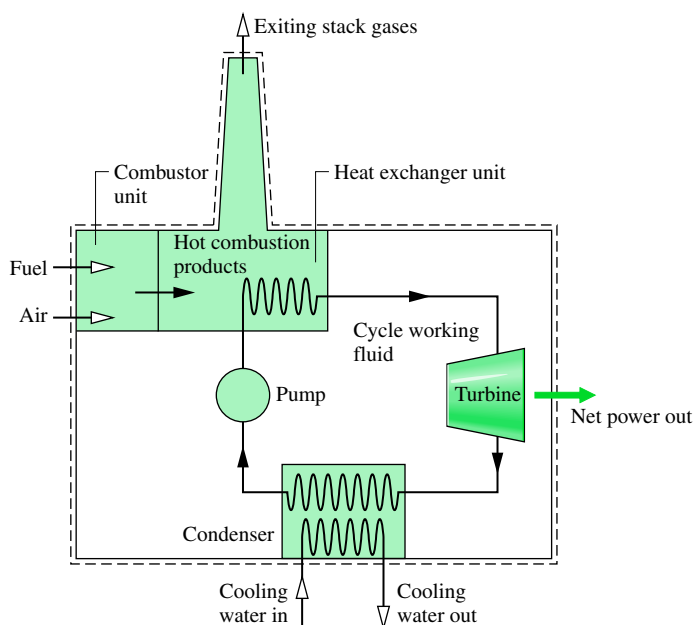 Exiting stack gases
Combustor
unit
Heat exchanger unit
Hot combustion
products
Fuel
Air
Cycle working
fluid
Pump
Turbine
Net power out
Condenser
Cooling
water in
Cooling
water out